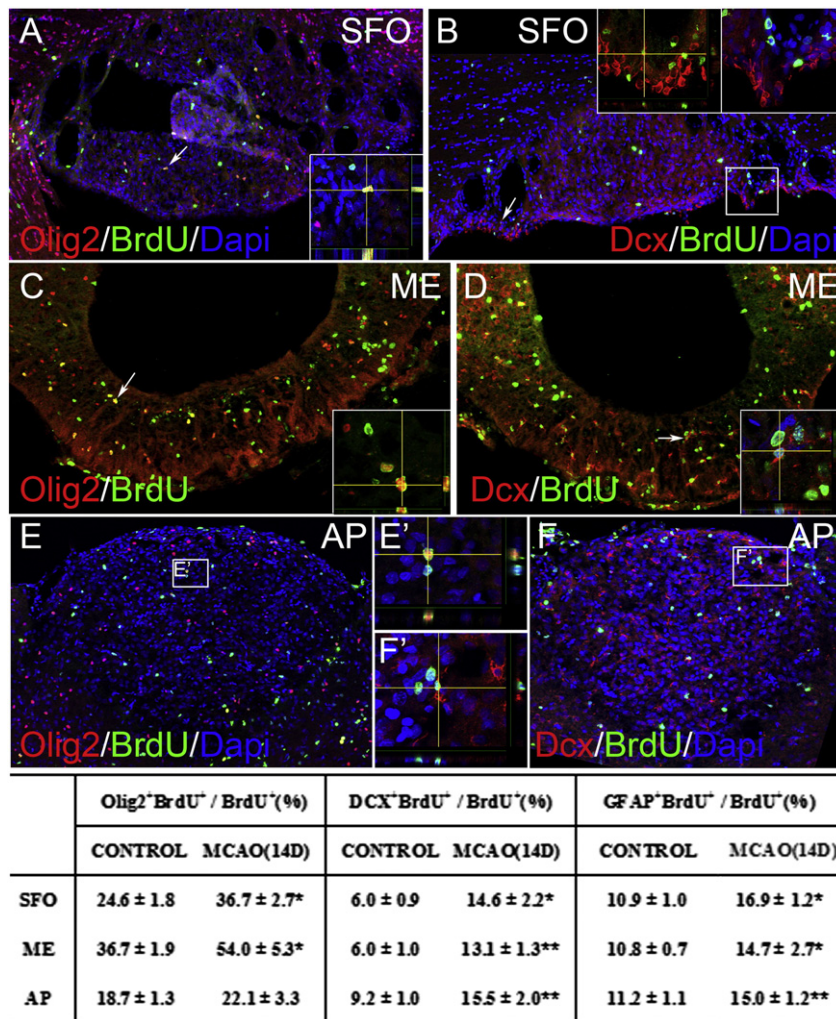 A SFO
B SFO
Olig2/BrdU/Dapi
Dcx/BrdU/Dapi
C ME
D ME
Olig2/BrdU
Dcx/BrdU
E AP
E'
E'
F AP
F'
F'
Olig2/BrdU/Dapi
Dcx/BrdU/Dapi
Olig2⁺BrdU⁺ / BrdU⁺(%) DCX⁺BrdU⁺ / BrdU⁺(%) GFAP⁺BrdU⁺ / BrdU⁺(%)
CONTROL MCAO(14D) CONTROL MCAO(14D) CONTROL MCAO(14D)
SFO 24.6 ± 1.8 36.7 ± 2.7* 6.0 ± 0.9 14.6 ± 2.2* 10.9 ± 1.0 16.9 ± 1.2*
ME 36.7 ± 1.9 54.0 ± 5.3* 6.0 ± 1.0 13.1 ± 1.3** 10.8 ± 0.7 14.7 ± 2.7*
AP 18.7 ± 1.3 22.1 ± 3.3 9.2 ± 1.0 15.5 ± 2.0** 11.2 ± 1.1 15.0 ± 1.2**